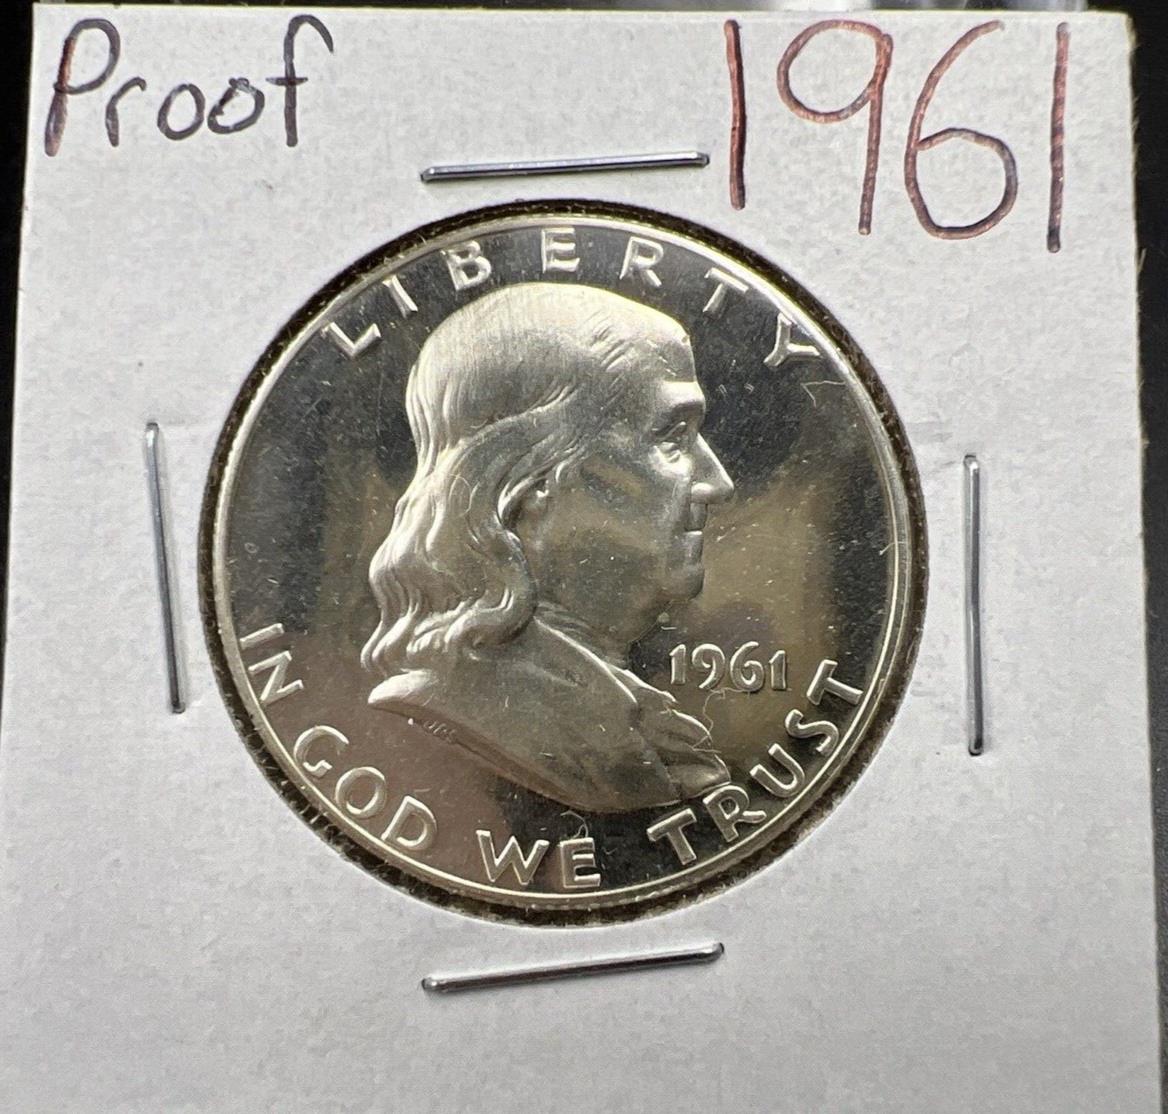 Proof 1961
LIBERTY
1961
IN GOD WE TRUST